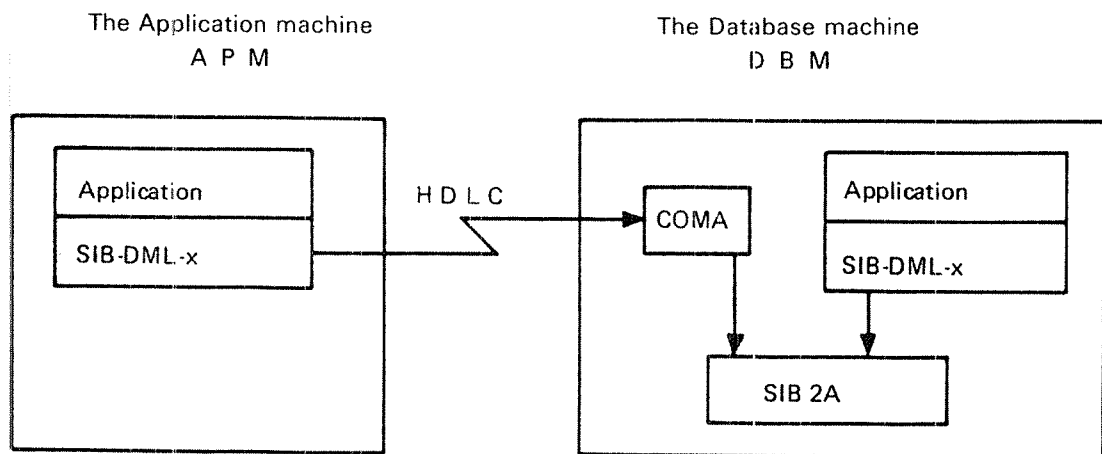 The Application machine
A P M
The Database machine
D B M
Application
SIB-DML-x
H D L C
COMA
Application
SIB-DML-x
SIB 2A